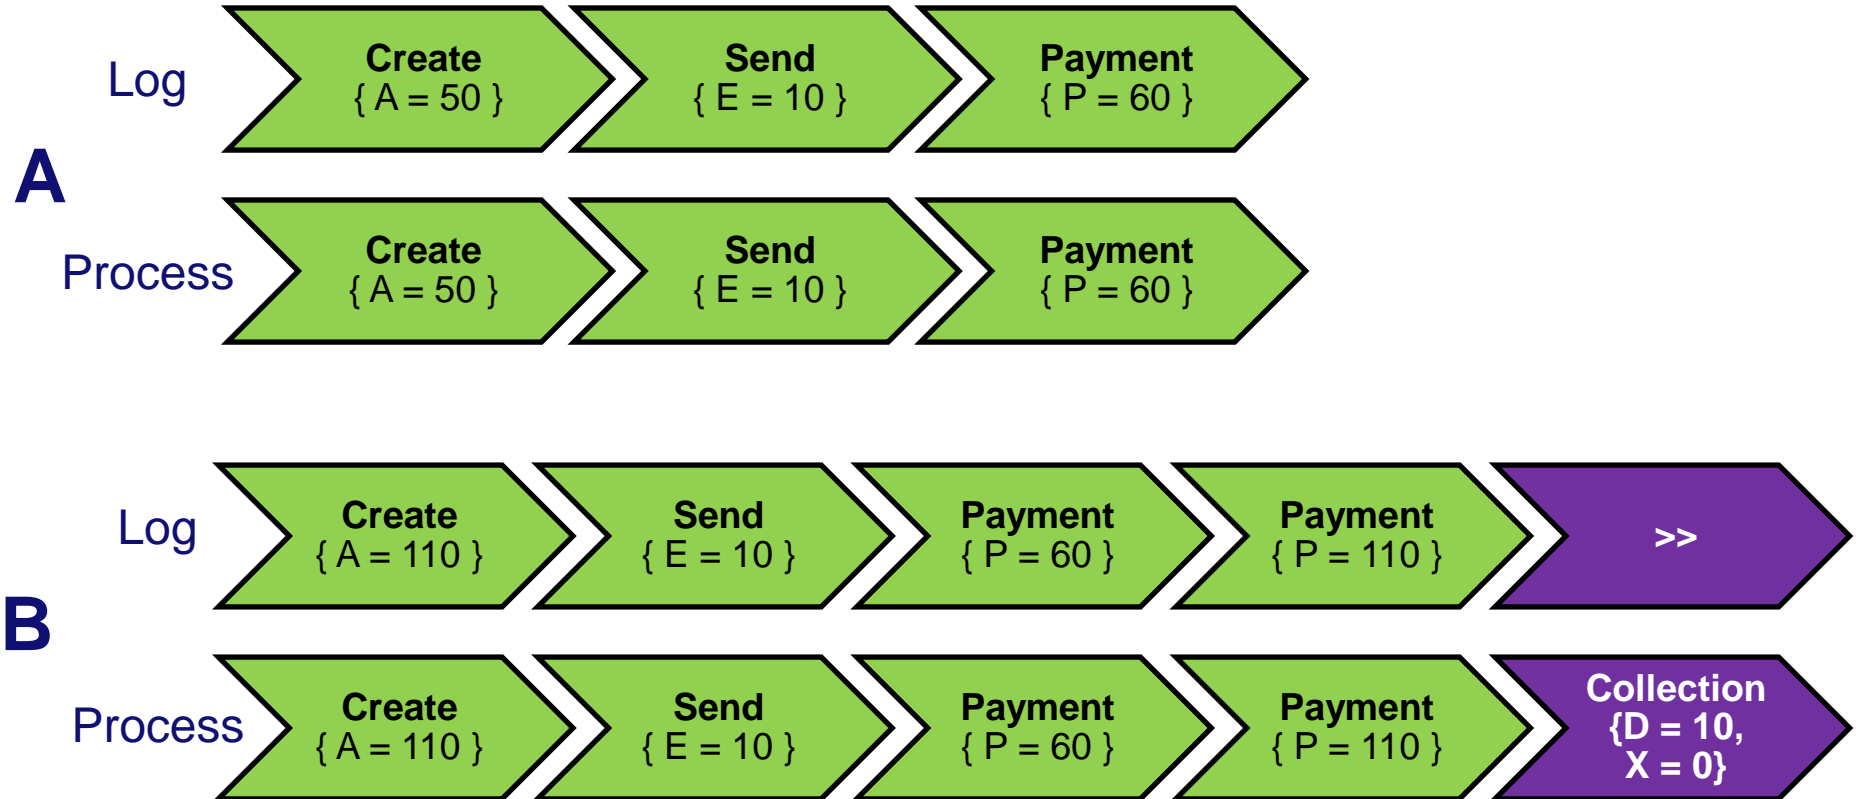 Log
Create
{ A = 50 }
Send
{ E = 10 }
Payment
{ P = 60 }
A
Process
Create
{ A = 50 }
Send
{ E = 10 }
Payment
{ P = 60 }
Log
Create
{ A = 110 }
Send
{ E = 10 }
Payment
{ P = 60 }
Payment
{ P = 110 }
>>
B
Process
Create
{ A = 110 }
Send
{ E = 10 }
Payment
{ P = 60 }
Payment
{ P = 110 }
Collection
{D = 10,
X = 0}